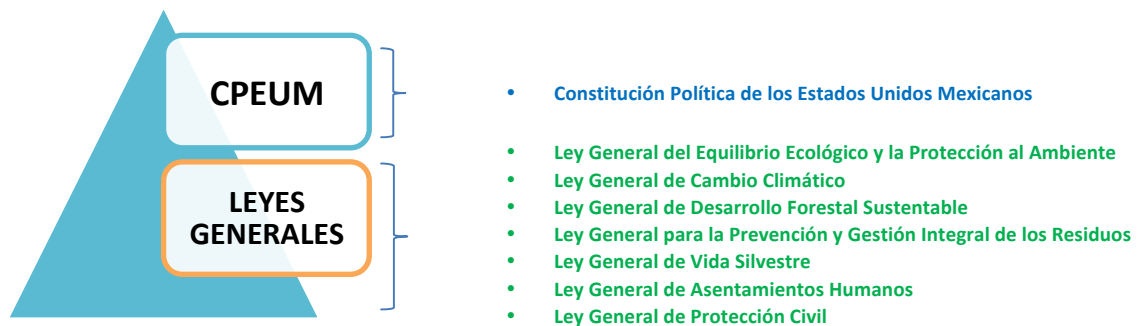 CPEUM
• Constitución Política de los Estados Unidos Mexicanos
LEYES
GENERALES
• Ley General del Equilibrio Ecológico y la Protección al Ambiente
• Ley General de Cambio Climático
• Ley General de Desarrollo Forestal Sustentable
• Ley General para la Prevención y Gestión Integral de los Residuos
• Ley General de Vida Silvestre
• Ley General de Asentamientos Humanos
• Ley General de Protección Civil